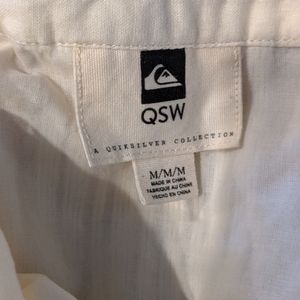 QSW
A QUIKSILVER COLLECTION
M/M/M
MADE IN CHINA
FABRIQUÉ AU CHINE
HECHO EN CHINA